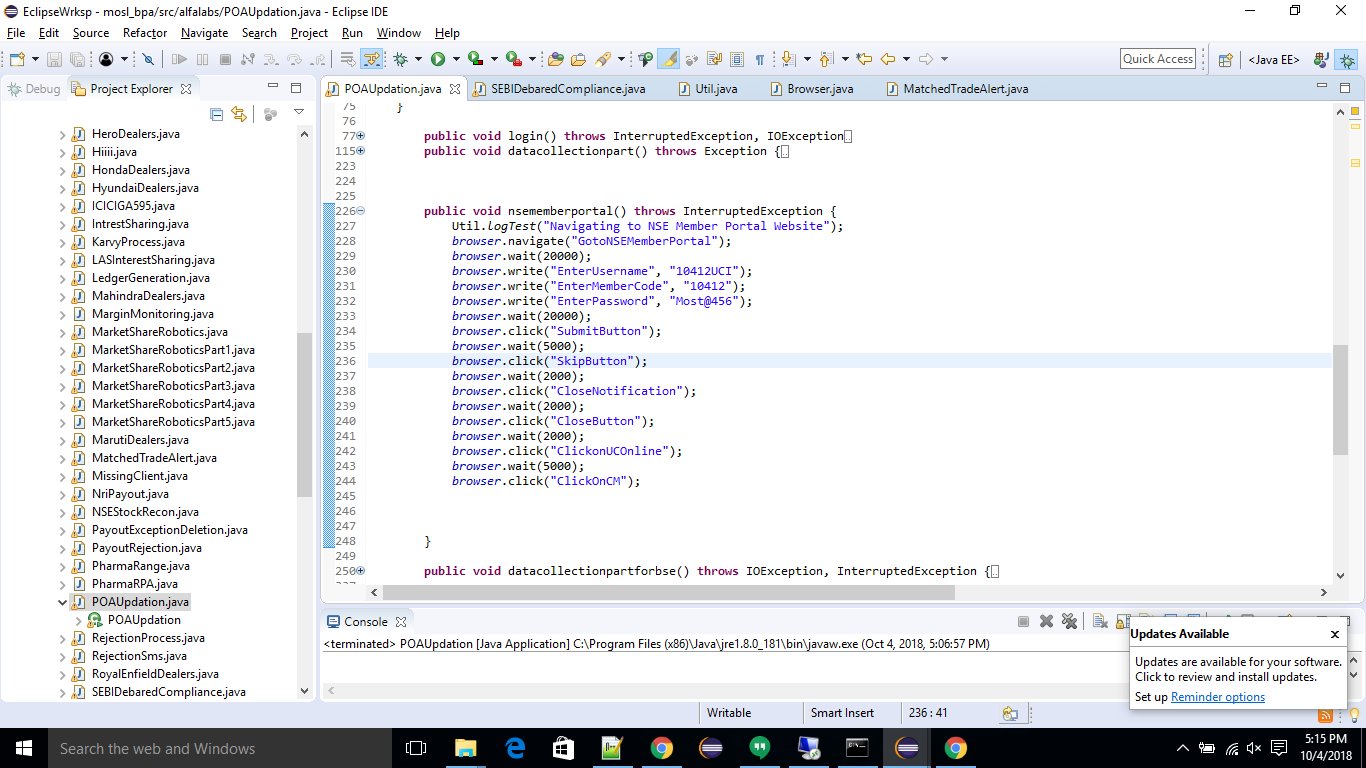 EclipseWrksp - mosl_bpa/src/alfalabs/POAUpdation.java - Eclipse IDE
File Edit Source Refactor Navigate Search Project Run Window Help
Quick Access <Java EE>
Debug Project Explorer
POAUpdation.java SEBIDebaredCompliance.java Util.java Browser.java MatchedTradeAlert.java
HeroDealers.java
Hiiii.java
HondaDealers.java
HyundaiDealers.java
ICICIGA595.java
IntrestSharing.java
KarvyProcess.java
LASInterestSharing.java
LedgerGeneration.java
MahindraDealers.java
MarginMonitoring.java
MarketShareRobotics.java
MarketShareRoboticsPart1.java
MarketShareRoboticsPart2.java
MarketShareRoboticsPart3.java
MarketShareRoboticsPart4.java
MarketShareRoboticsPart5.java
MarutiDealers.java
MatchedTradeAlert.java
MissingClient.java
NriPayout.java
NSEStockRecon.java
PayoutExceptionDeletion.java
PayoutRejection.java
PharmaRange.java
PharmaRPA.java
POAUpdation.java
POAUpdation
RejectionProcess.java
RejectionSms.java
RoyalEnfieldDealers.java
SEBIDebaredCompliance.java
75 }
76
77 public void login() throws InterruptedException, IOException
115 public void datacollectionpart() throws Exception {
223
224
225
226 public void nsememberportal() throws InterruptedException {
227 Util.logTest("Navigating to NSE Member Portal Website");
228 browser.navigate("GotoNSEMemberPortal");
229 browser.wait(20000);
230 browser.write("EnterUsername", "10412UCI");
231 browser.write("EnterMemberCode", "10412");
232 browser.write("EnterPassword", "Most@456");
233 browser.wait(20000);
234 browser.click("SubmitButton");
235 browser.wait(5000);
236 browser.click("SkipButton");
237 browser.wait(2000);
238 browser.click("CloseNotification");
239 browser.wait(2000);
240 browser.click("CloseButton");
241 browser.wait(2000);
242 browser.click("ClickonUCOnline");
243 browser.wait(5000);
244 browser.click("ClickOnCM");
245
246
247
248 }
249
250 public void datacollectionpartforbse() throws IOException, InterruptedException {
Console
<terminated> POAUpdation [Java Application] C:\Program Files (x86)\Java\jre1.8.0_181\bin\javaw.exe (Oct 4, 2018, 5:06:57 PM)
Updates Available
Updates are available for your software.
Click to review and install updates.
Set up Reminder options
Writable Smart Insert 236 : 41
Search the web and Windows
5:15 PM
10/4/2018